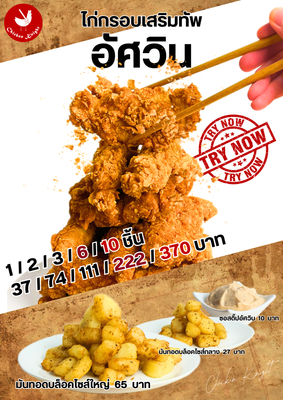 Chicken Knight
ไก่กรอบเสริมทัพ
อัศวิน
TRY NOW
TRY NOW
TRY NOW
1 / 2 / 3 / 6 / 10 ชิ้น
37 / 74 / 111 / 222 / 370 บาท
ซอสดิ๊ปอัศวิน 10 บาท
มันทอดบล็อคไซส์กลาง 27 บาท
มันทอดบล็อคไซส์ใหญ่ 65 บาท